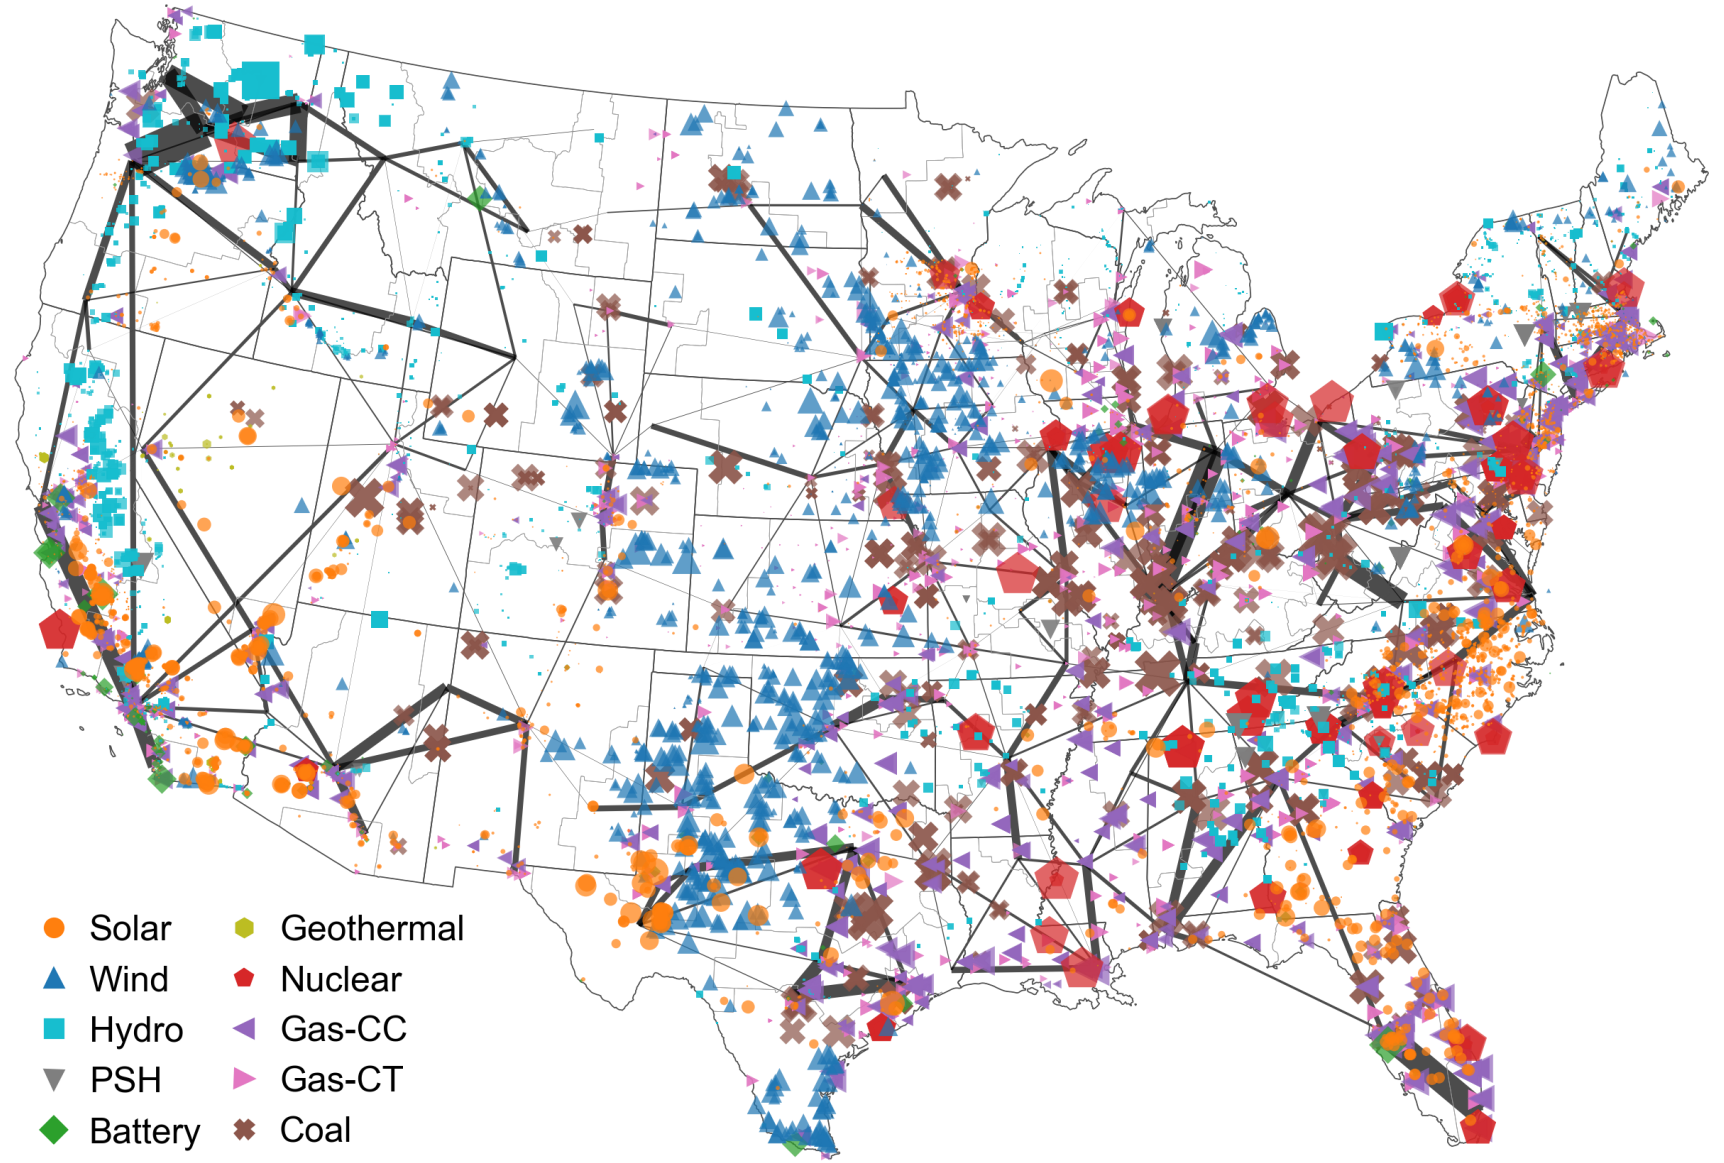 Solar
Wind
Hydro
PSH
Battery
Geothermal
Nuclear
Gas-CC
Gas-CT
Coal